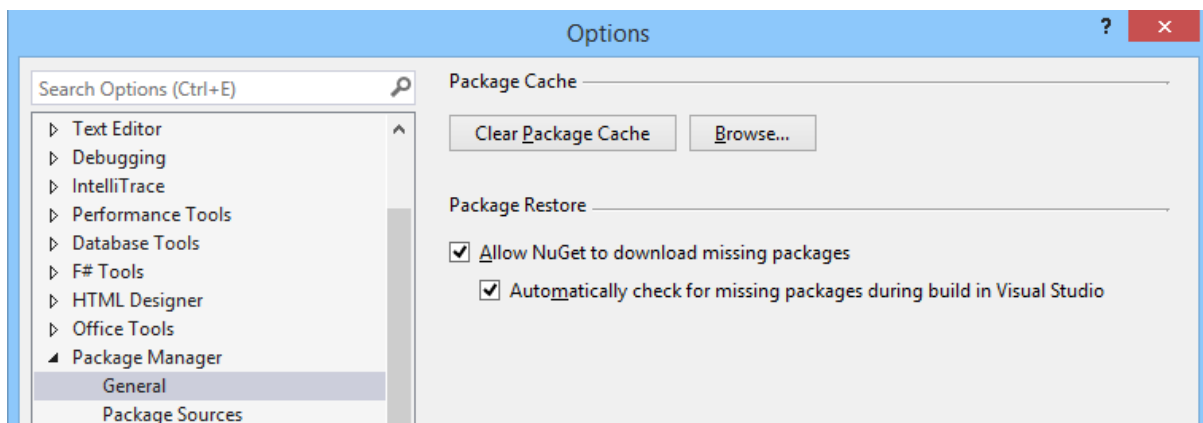 Options
?
Search Options (Ctrl+E)
Text Editor
Debugging
IntelliTrace
Performance Tools
Database Tools
F# Tools
HTML Designer
Office Tools
Package Manager
General
Package Sources
Package Cache
Clear Package Cache
Browse...
Package Restore
Allow NuGet to download missing packages
Automatically check for missing packages during build in Visual Studio